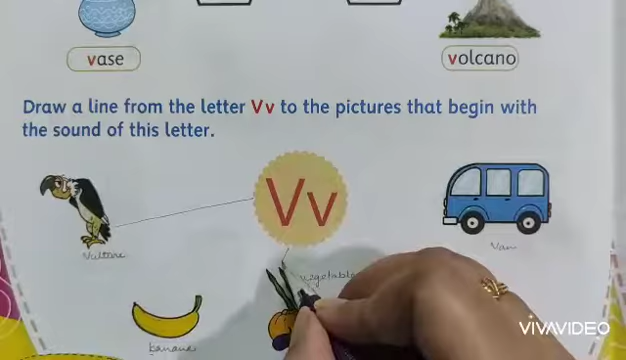 vase
volcano
Draw a line from the letter Vv to the pictures that begin with
the sound of this letter.
Vv
Vulture
Van
vegetable
banana
VIVAVIDEO